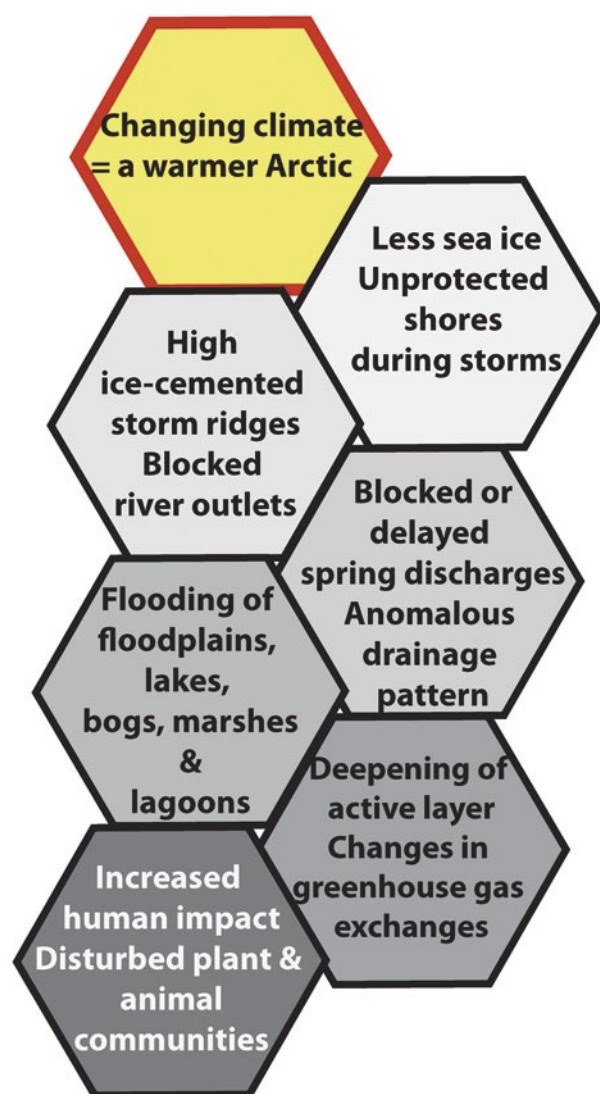 Changing climate
= a warmer Arctic
Less sea ice
Unprotected
shores
during storms
High
ice-cemented
storm ridges
Blocked
river outlets
Blocked or
delayed
spring discharges
Anomalous
drainage
pattern
Flooding of
floodplains,
lakes,
bogs, marshes
&
lagoons
Deepening of
active layer
Changes in
greenhouse gas
exchanges
Increased
human impact
Disturbed plant &
animal
communities